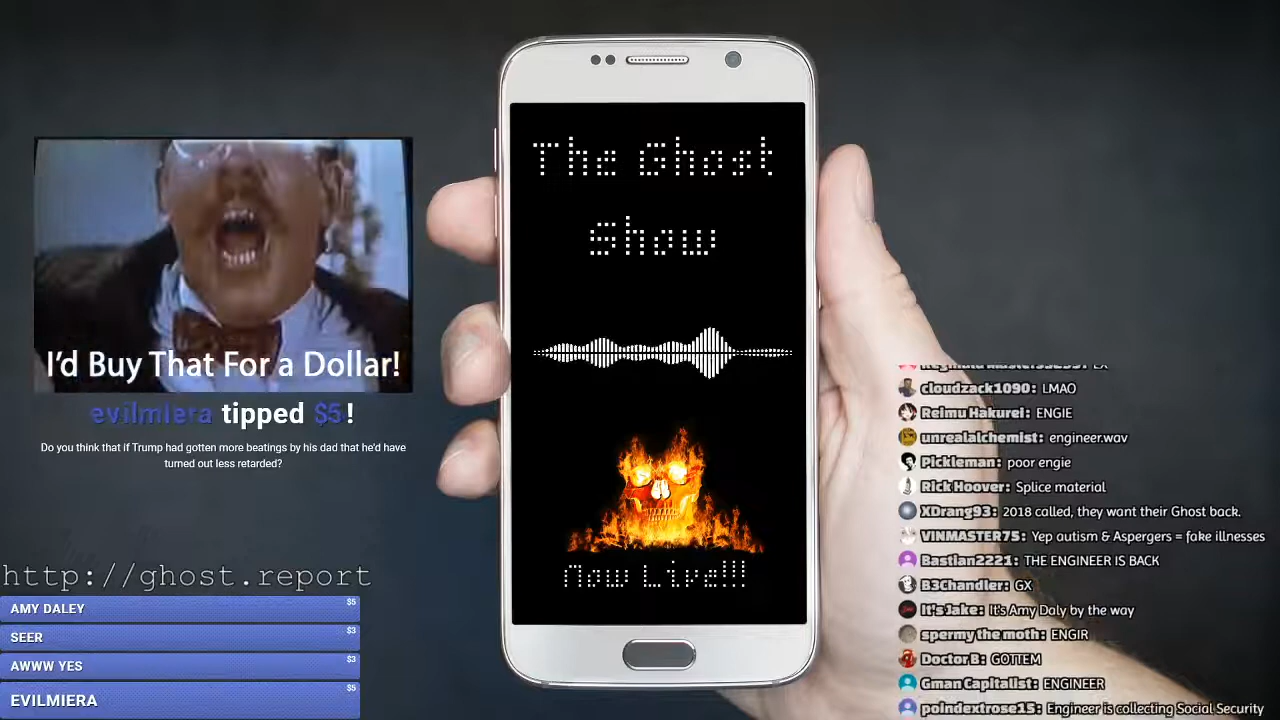 The Ghost
Show
Now Live!!!
I'd Buy That For a Dollar!
evilmiera tipped $5!
Do you think that if Trump had gotten more beatings by his dad that he'd have
turned out less retarded?
http://ghost.report
AMY DALEY $5
SEER $3
AWWW YES $3
EVILMIERA $5
cloudzack1090: LMAO
Reimu Hakurei: ENGIE
unrealalchemist: engineer.wav
Pickleman: poor engie
Rick Hoover: Splice material
XDrang93: 2018 called, they want their Ghost back.
VINMASTER75: Yep autism & Aspergers = fake illnesses
Bastian2221: THE ENGINEER IS BACK
B3Chandler: GX
It's Jake: It's Amy Daly by the way
spermy the moth: ENGIR
Doctor B: GOTTEM
Gman Capitalist: ENGINEER
poindextrose15: Engineer is collecting Social Security